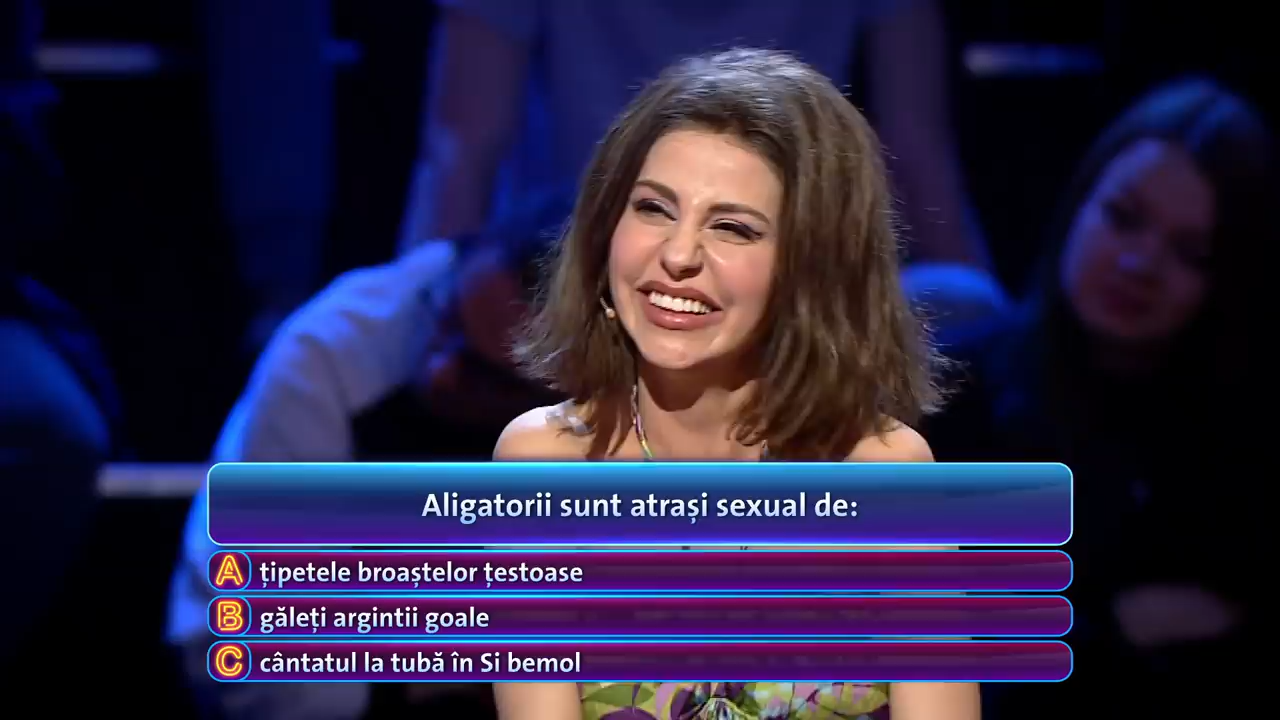 Aligatorii sunt atrași sexual de:
A țipetele broaștelor țestoase
B găleți argintii goale
C cântatul la tubă în Si bemol